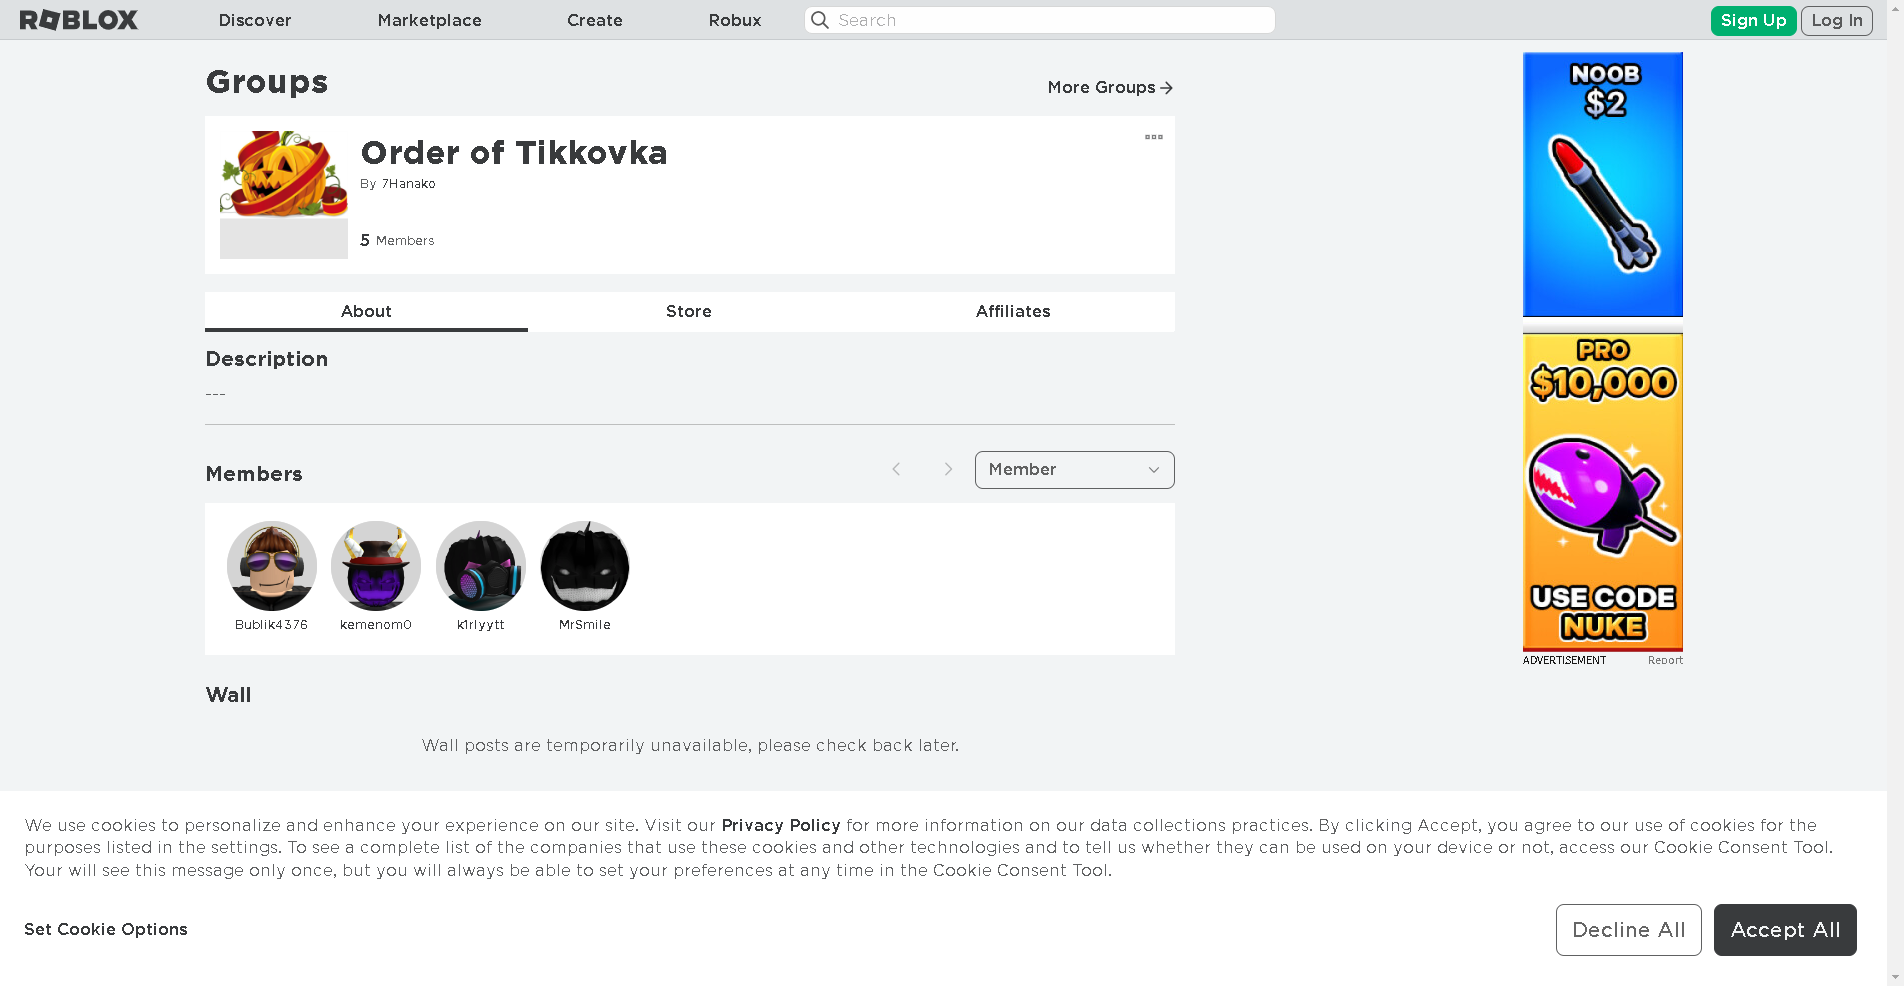 ROBLOX
Discover
Marketplace
Create
Robux
Search
Sign Up
Log In
Groups
More Groups
Order of Tikkovka
By 7Hanako
5 Members
About
Store
Affiliates
Description
---
Members
Member
Bublik4376
kemenom0
k1rlyytt
MrSmile
Wall
Wall posts are temporarily unavailable, please check back later.
NOOB
$2
PRO
$10,000
USE CODE
NUKE
ADVERTISEMENT
Report
We use cookies to personalize and enhance your experience on our site. Visit our Privacy Policy for more information on our data collections practices. By clicking Accept, you agree to our use of cookies for the
purposes listed in the settings. To see a complete list of the companies that use these cookies and other technologies and to tell us whether they can be used on your device or not, access our Cookie Consent Tool.
Your will see this message only once, but you will always be able to set your preferences at any time in the Cookie Consent Tool.
Set Cookie Options
Decline All
Accept All